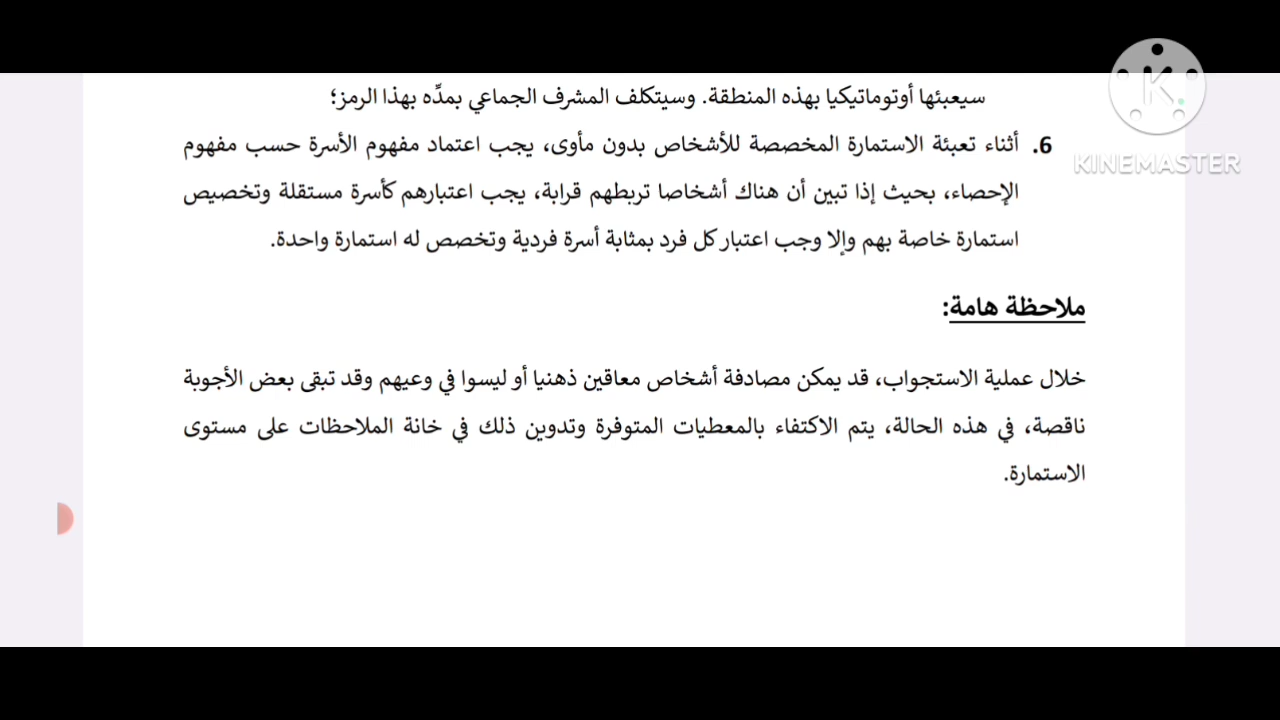 سيعبئها أوتوماتيكيا بهذه المنطقة. وسيتكلف المشرف الجماعي بمدِّه بهذا الرمز؛
6. أثناء تعبئة الاستمارة المخصصة للأشخاص بدون مأوى، يجب اعتماد مفهوم الأسرة حسب مفهوم
الإحصاء، بحيث إذا تبين أن هناك أشخاصا تربطهم قرابة، يجب اعتبارهم كأسرة مستقلة وتخصيص
استمارة خاصة بهم وإلا وجب اعتبار كل فرد بمثابة أسرة فردية وتخصص له استمارة واحدة.
ملاحظة هامة:
خلال عملية الاستجواب، قد يمكن مصادفة أشخاص معاقين ذهنيا أو ليسوا في وعيهم وقد تبقى بعض الأجوبة
ناقصة، في هذه الحالة، يتم الاكتفاء بالمعطيات المتوفرة وتدوين ذلك في خانة الملاحظات على مستوى
الاستمارة.
K
KINEMASTER